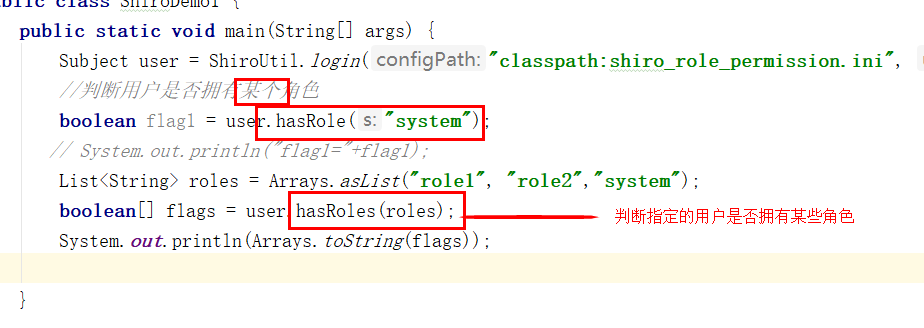 public class ShiroDemo1 {
public static void main(String[] args) {
Subject user = ShiroUtil.login( configPath: "classpath:shiro_role_permission.ini",
//判断用户是否拥有某个角色
boolean flag1 = user.hasRole( s: "system");
// System.out.println("flag1="+flag1);
List<String> roles = Arrays.asList("role1", "role2","system");
boolean[] flags = user.hasRoles(roles); 判断指定的用户是否拥有某些角色
System.out.println(Arrays.toString(flags));
}